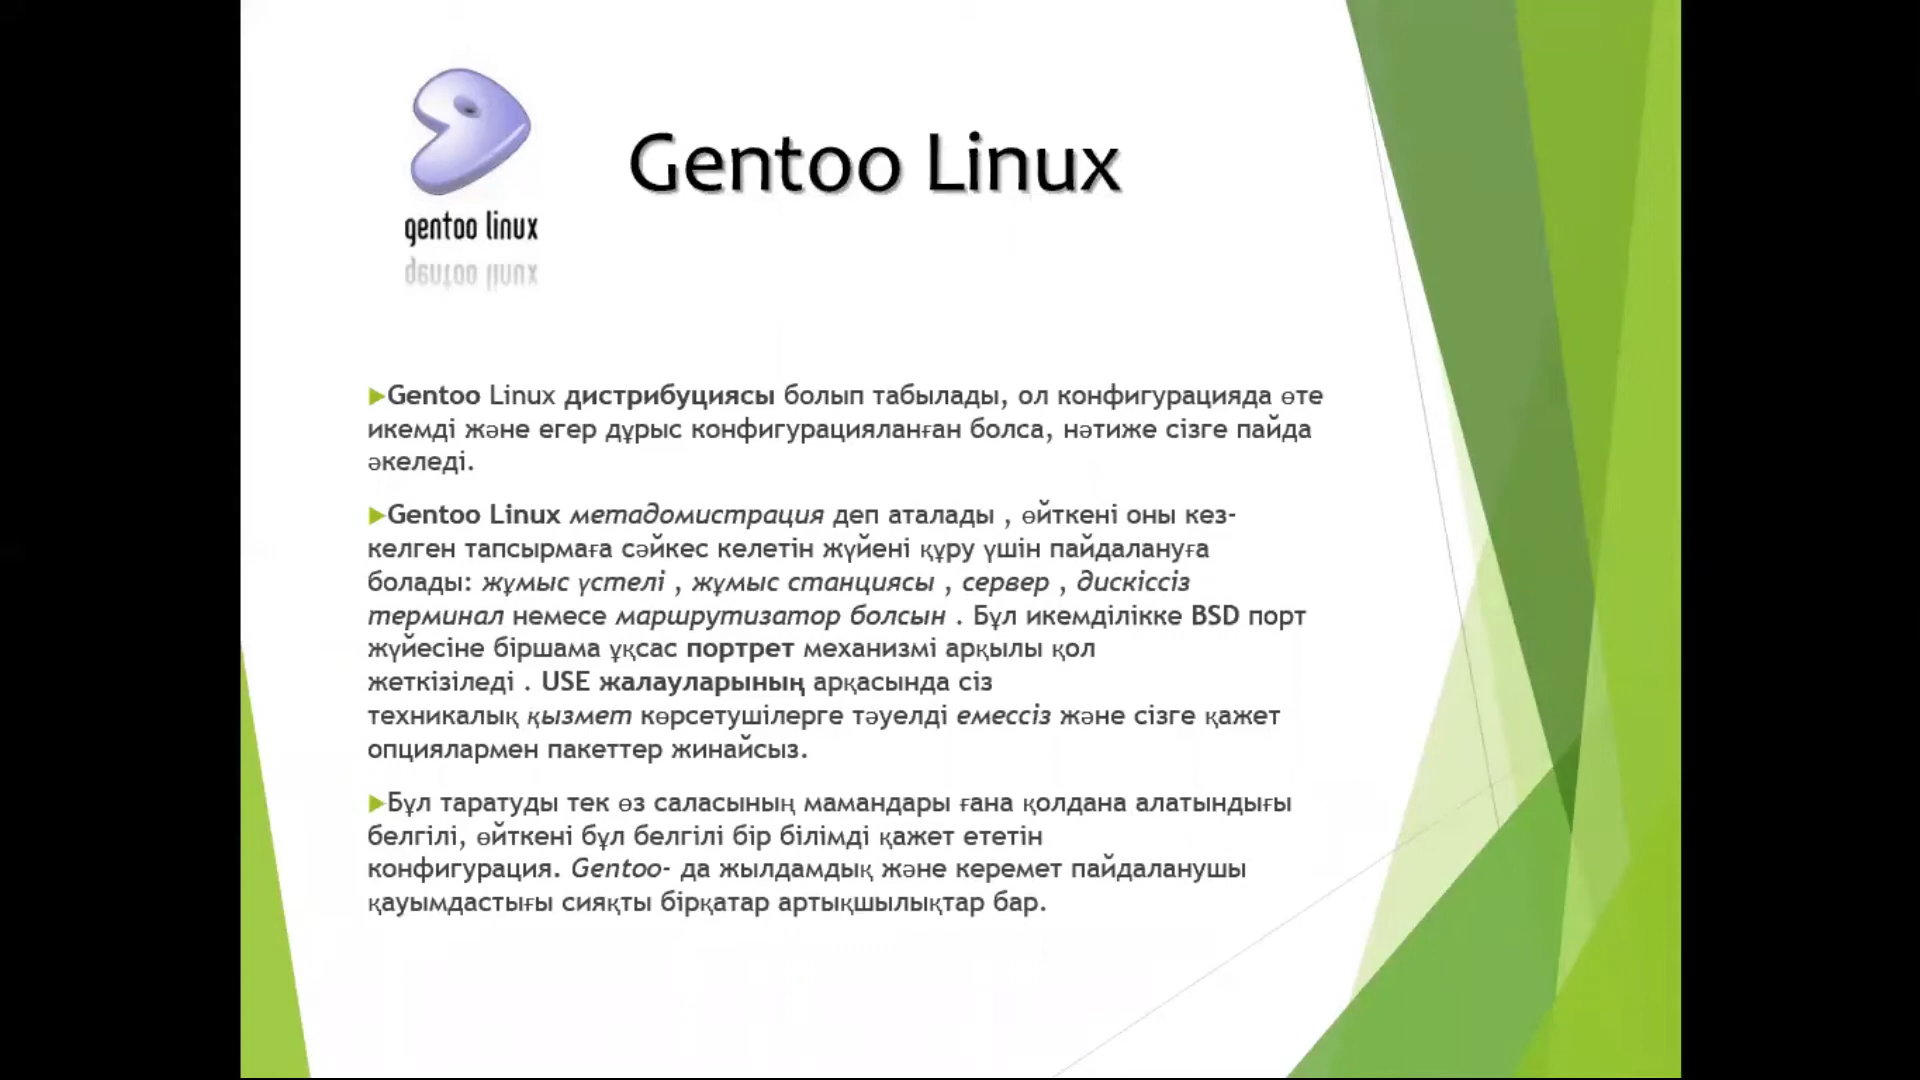 gentoo linux
Gentoo Linux
Gentoo Linux дистрибуциясы болып табылады, ол конфигурацияда өте
икемді және егер дұрыс конфигурацияланған болса, нәтиже сізге пайда
әкеледі.
Gentoo Linux метадомистрация деп аталады , өйткені оны кез-
келген тапсырмаға сәйкес келетін жүйені құру үшін пайдалануға
болады: жұмыс үстелі , жұмыс станциясы , сервер , дискіссіз
терминал немесе маршрутизатор болсын . Бұл икемділікке BSD порт
жүйесіне біршама ұқсас портрет механизмі арқылы қол
жеткізіледі . USE жалауларының арқасында сіз
техникалық қызмет көрсетушілерге тәуелді емессіз және сізге қажет
опциялармен пакеттер жинайсыз.
Бұл таратуды тек өз саласының мамандары ғана қолдана алатындығы
белгілі, өйткені бұл белгілі бір білімді қажет ететін
конфигурация. Gentoo- да жылдамдық және керемет пайдаланушы
қауымдастығы сияқты бірқатар артықшылықтар бар.